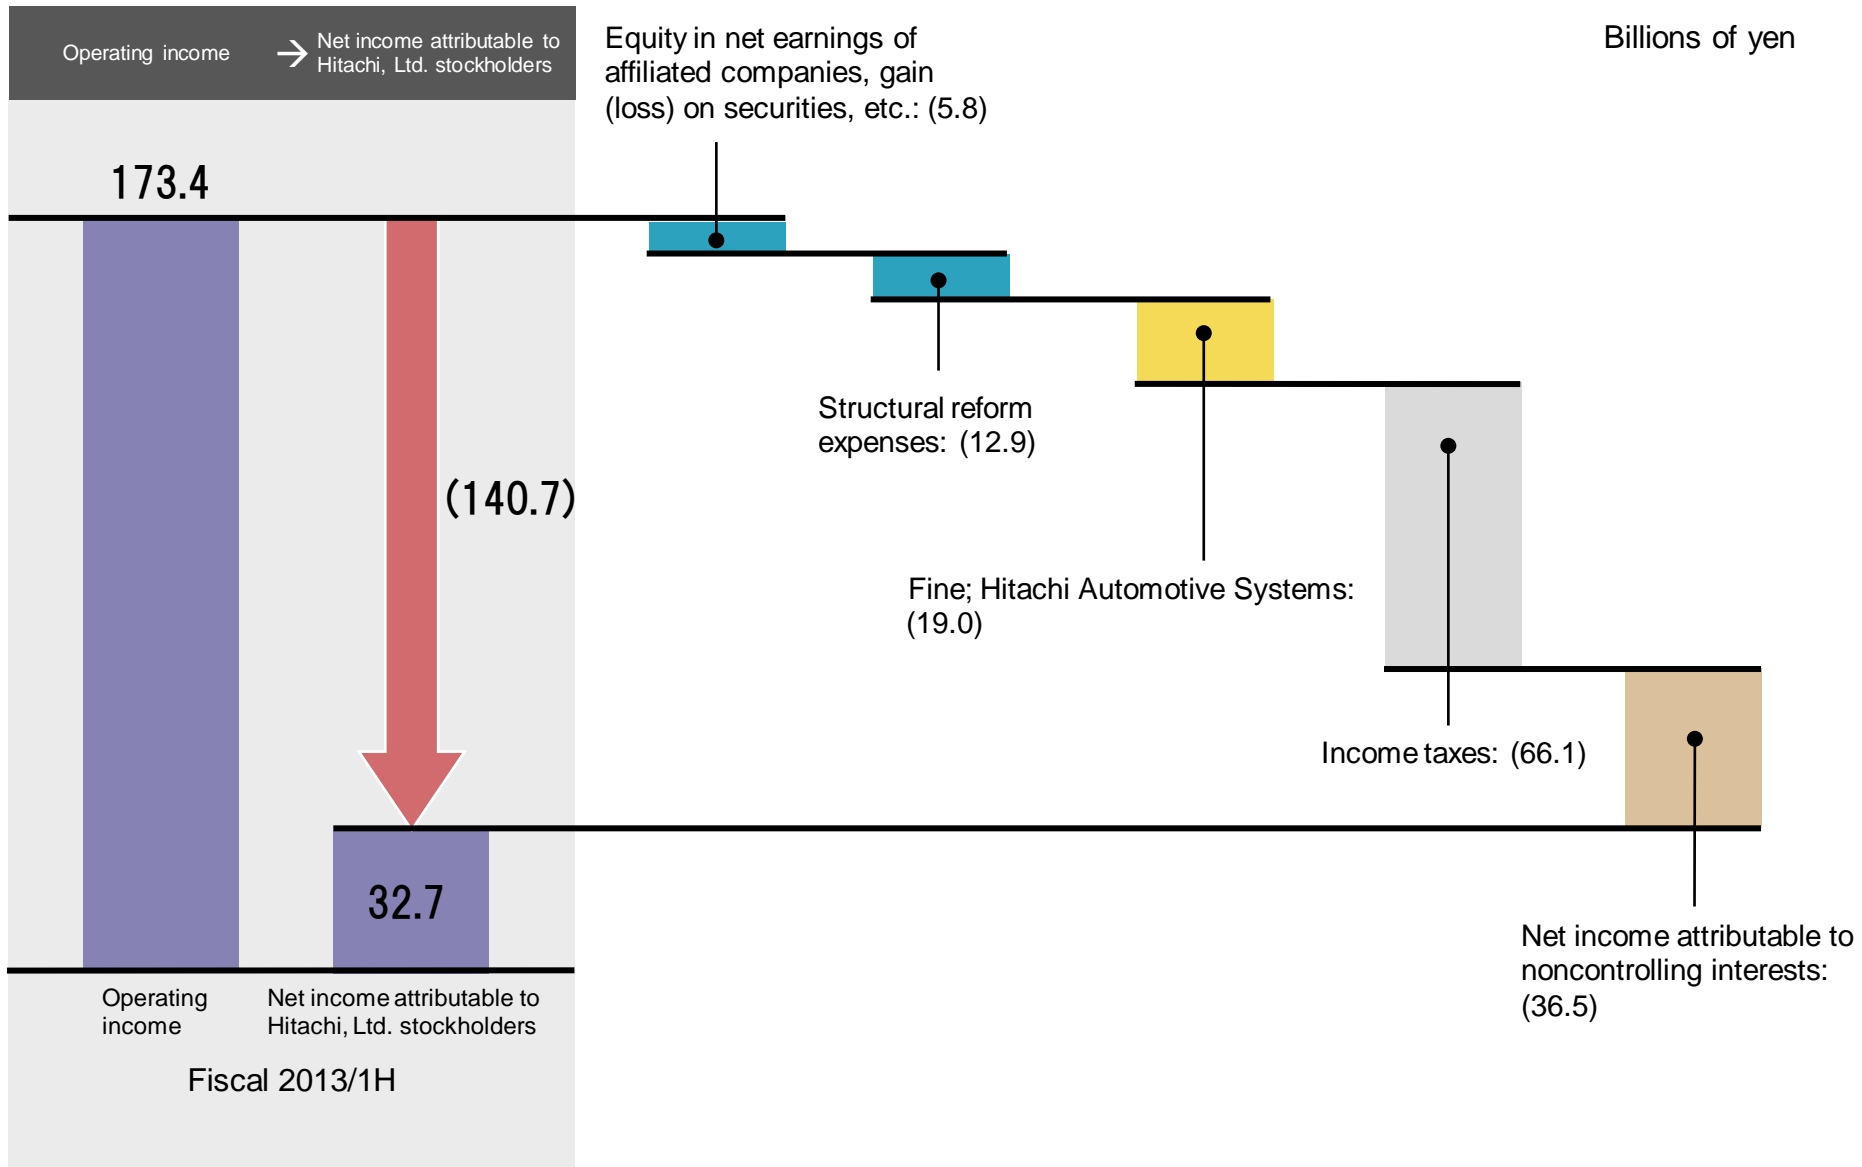 Operating income → Net income attributable to
Hitachi, Ltd. stockholders
Equity in net earnings of
affiliated companies, gain
(loss) on securities, etc.: (5.8)
Billions of yen
173.4
Structural reform
expenses: (12.9)
(140.7)
Fine; Hitachi Automotive Systems:
(19.0)
Income taxes: (66.1)
32.7
Net income attributable to
noncontrolling interests:
(36.5)
Operating
income
Net income attributable to
Hitachi, Ltd. stockholders
Fiscal 2013/1H